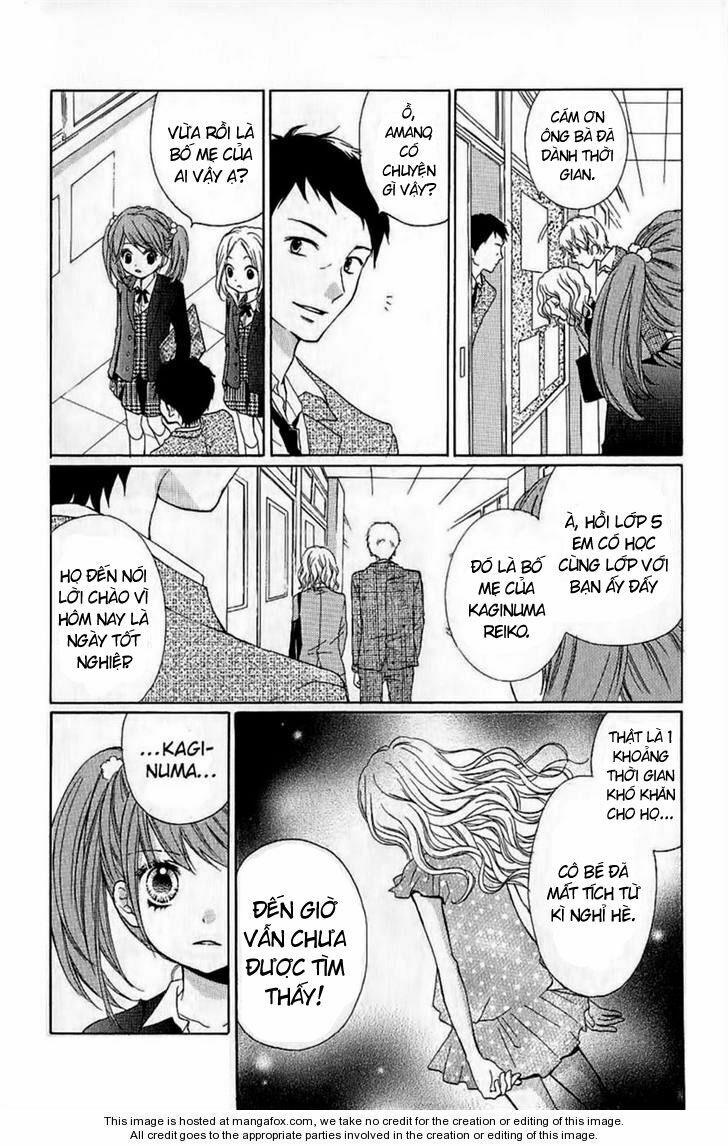 CÁM ƠN
ÔNG BÀ ĐÃ
DÀNH THỜI
GIAN.
Ồ,
AMANO,
CÓ
CHUYỆN
GÌ VẬY?
VỪA RỒI LÀ
BỐ MẸ CỦA
AI VẬY Ạ?
À, HỒI LỚP 5
EM CÓ HỌC
CÙNG LỚP VỚI
BẠN ẤY ĐẤY
ĐÓ LÀ BỐ
MẸ CỦA
KAGINUMA
REIKO.
HỌ ĐẾN NÓI
LỜI CHÀO VÌ
HÔM NAY LÀ
NGÀY TỐT
NGHIỆP.
THẬT LÀ 1
KHOẢNG
THỜI GIAN
KHÓ KHĂN
CHO HỌ...
CÔ BÉ ĐÃ
MẤT TÍCH TỪ
KÌ NGHỈ HÈ.
ĐẾN GIỜ
VẪN CHƯA
ĐƯỢC TÌM
THẤY!
...KAGI-
NUMA...
This image is hosted at mangafox.com, we take no credit for the creation or editing of this image.
All credit goes to the appropriate parties involved in the creation or editing of this image.